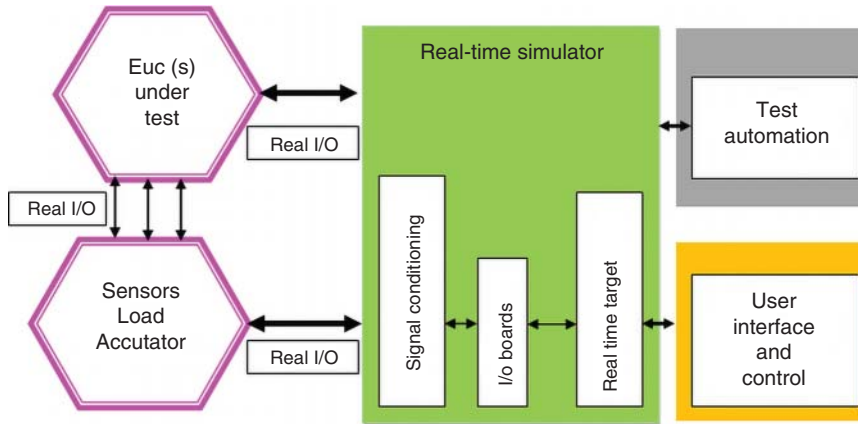 Euc (s)
under
test
Real I/O
Real-time simulator
Test
automation
Real I/O
Sensors
Load
Accutator
Real I/O
Signal conditioning
I/o boards
Real time target
User
interface
and
control